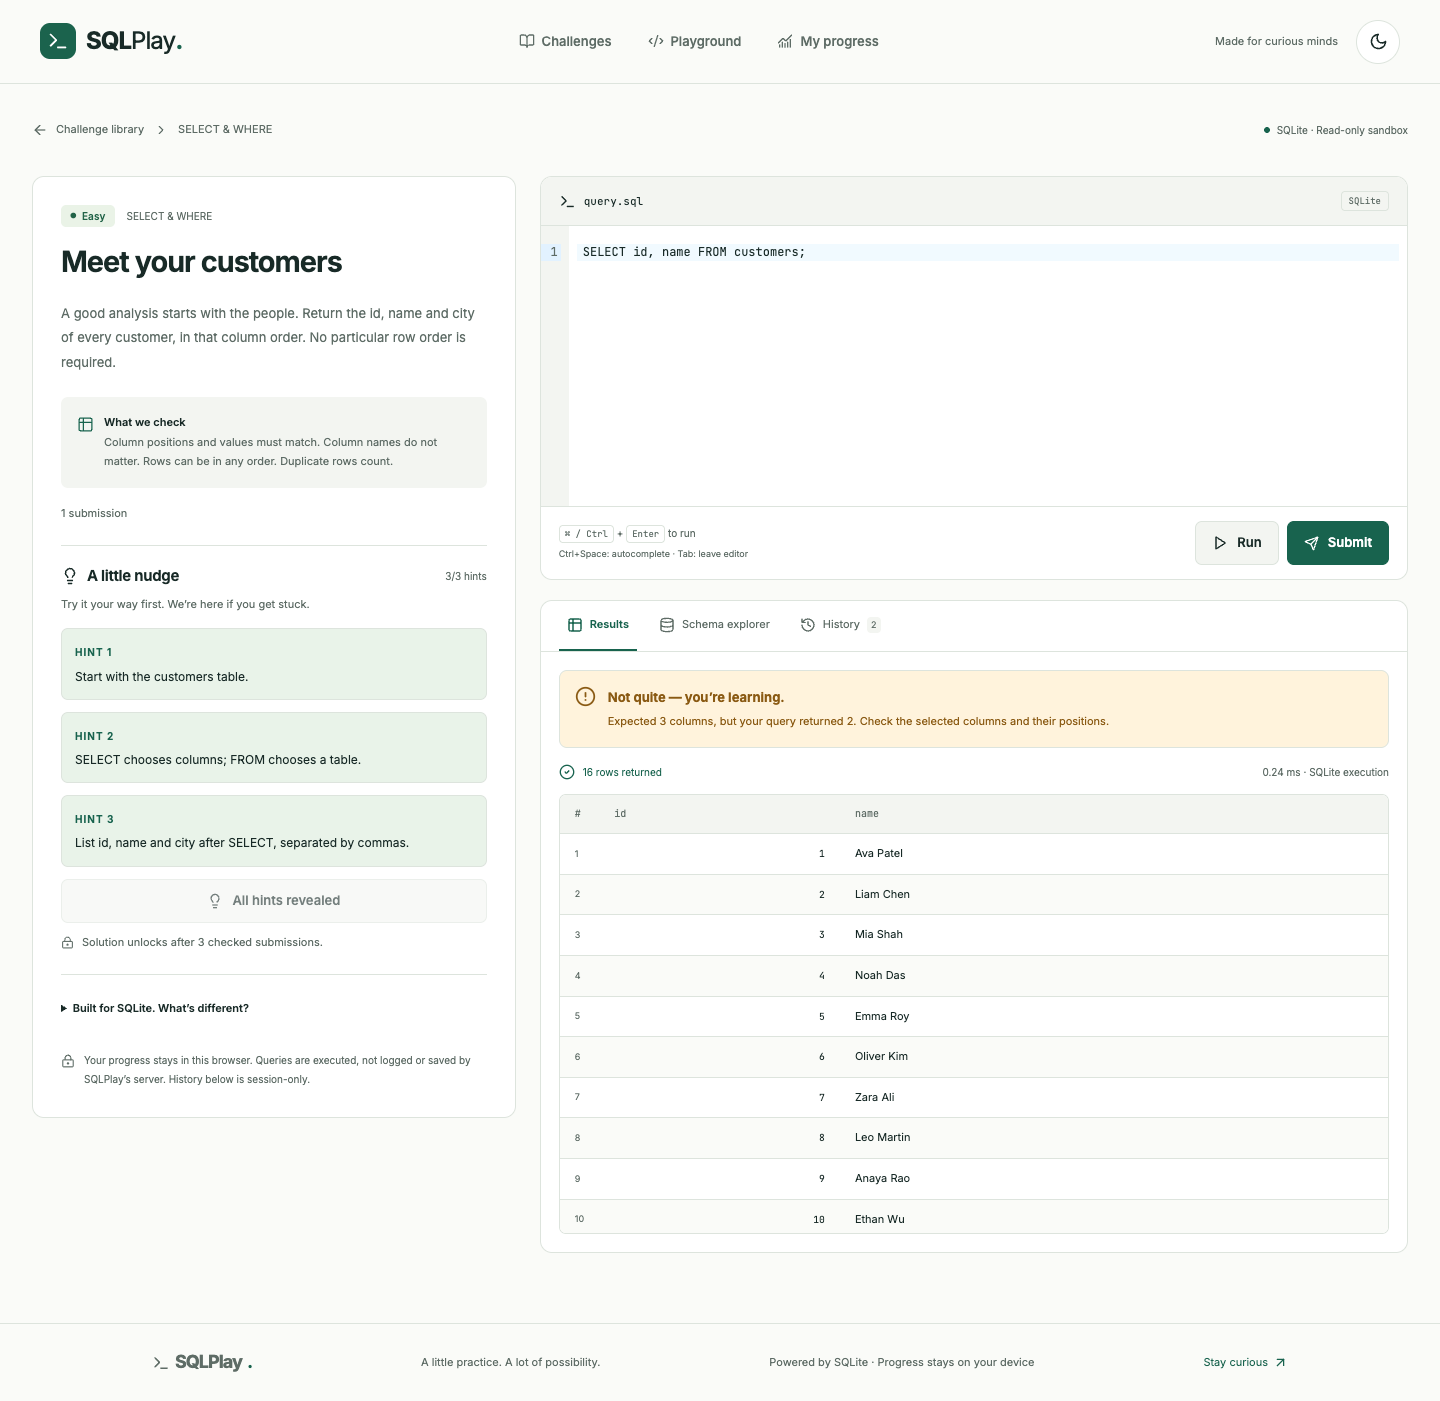 SQLPlay.
Challenges
Playground
My progress
Made for curious minds
Challenge library
SELECT & WHERE
SQLite · Read-only sandbox
Easy
SELECT & WHERE
Meet your customers
A good analysis starts with the people. Return the id, name and city
of every customer, in that column order. No particular row order is
required.
What we check
Column positions and values must match. Column names do not
matter. Rows can be in any order. Duplicate rows count.
1 submission
A little nudge
3/3 hints
Try it your way first. We’re here if you get stuck.
HINT 1
Start with the customers table.
HINT 2
SELECT chooses columns; FROM chooses a table.
HINT 3
List id, name and city after SELECT, separated by commas.
All hints revealed
Solution unlocks after 3 checked submissions.
Built for SQLite. What’s different?
Your progress stays in this browser. Queries are executed, not logged or saved by
SQLPlay’s server. History below is session-only.
query.sql
SQLite
1 SELECT id, name FROM customers;
⌘ / Ctrl + Enter to run
Ctrl+Space: autocomplete · Tab: leave editor
Run
Submit
Results
Schema explorer
History 2
Not quite — you’re learning.
Expected 3 columns, but your query returned 2. Check the selected columns and their positions.
16 rows returned
0.24 ms · SQLite execution
# id name
1 1 Ava Patel
2 2 Liam Chen
3 3 Mia Shah
4 4 Noah Das
5 5 Emma Roy
6 6 Oliver Kim
7 7 Zara Ali
8 8 Leo Martin
9 9 Anaya Rao
10 10 Ethan Wu
SQLPlay .
A little practice. A lot of possibility.
Powered by SQLite · Progress stays on your device
Stay curious